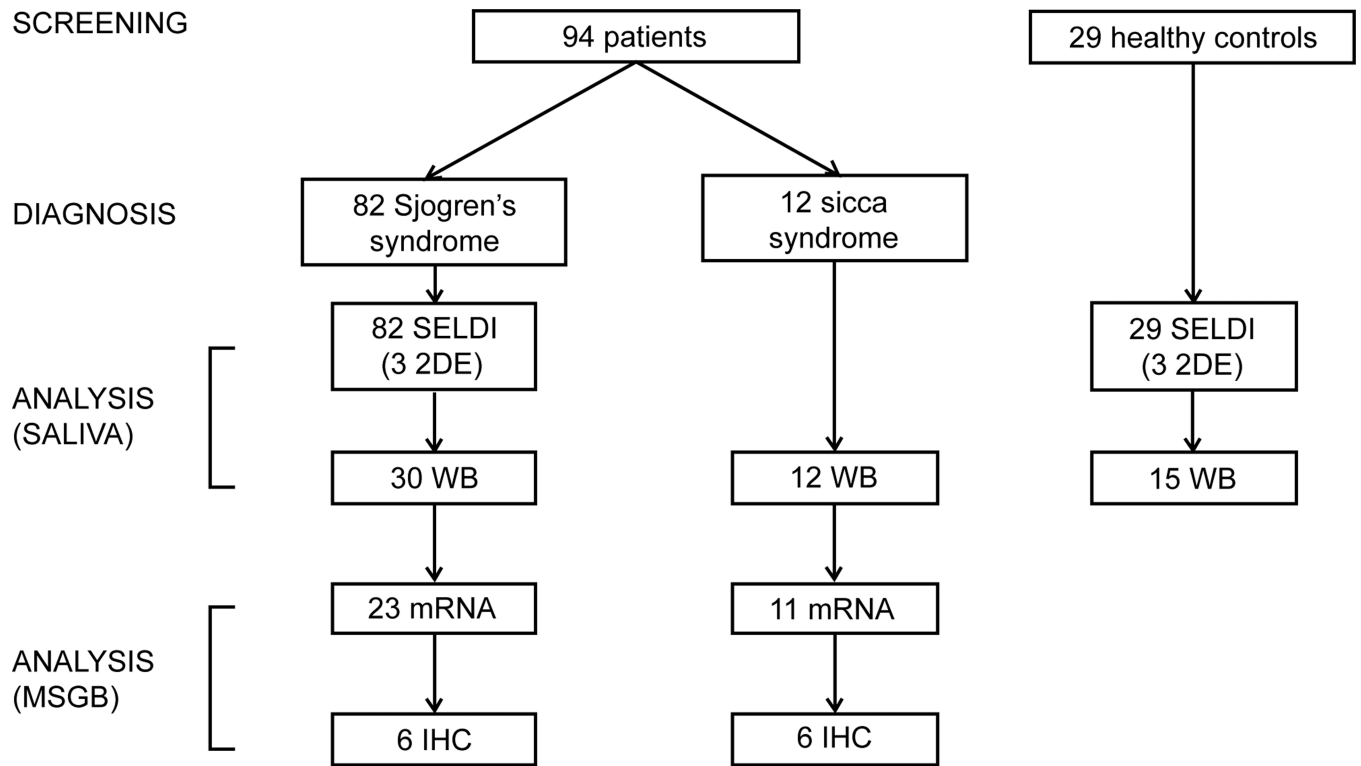 SCREENING
94 patients
29 healthy controls
DIAGNOSIS
82 Sjogren's
syndrome
12 sicca
syndrome
ANALYSIS
(SALIVA)
82 SELDI
(3 2DE)
29 SELDI
(3 2DE)
30 WB
12 WB
15 WB
ANALYSIS
(MSGB)
23 mRNA
11 mRNA
6 IHC
6 IHC